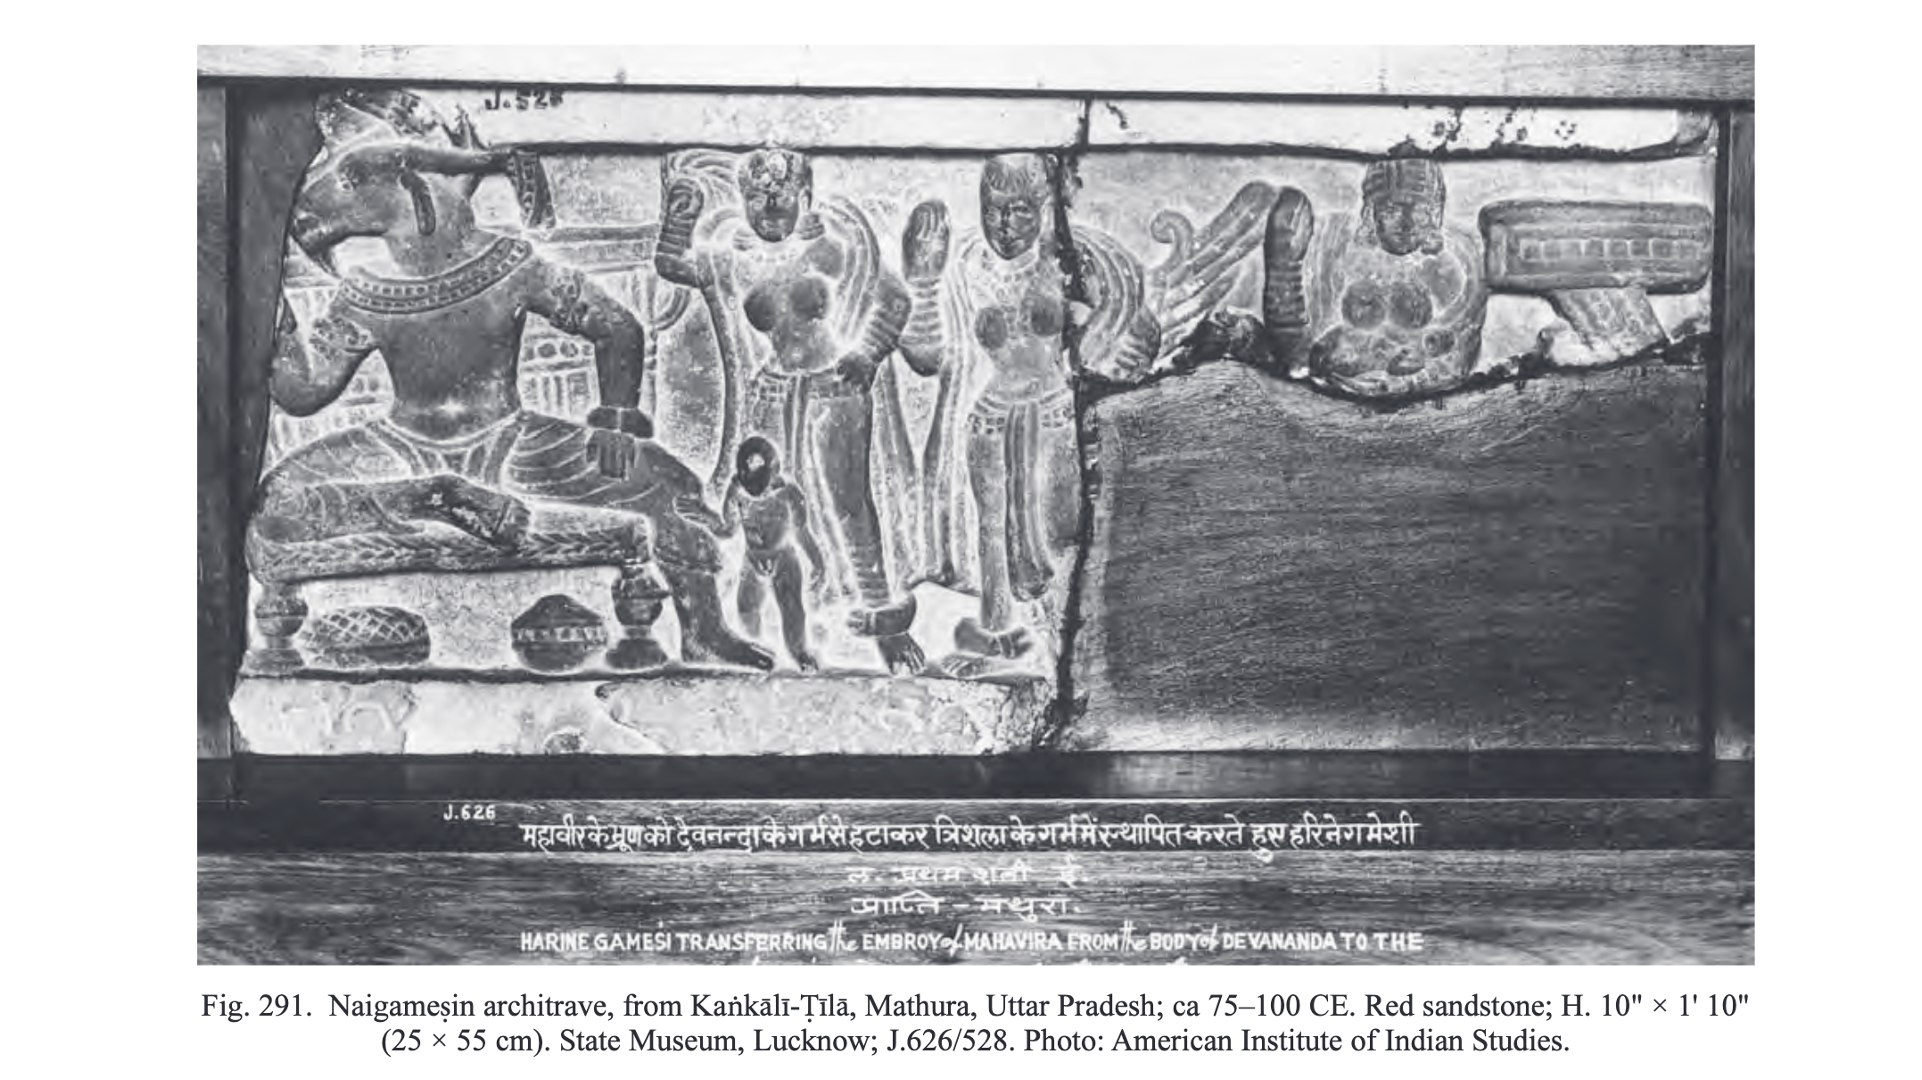 J.526
J.626
महावीर के भ्रूण को देवनन्दा के गर्भ से हटाकर त्रिशला के गर्भ में स्थापित करते हुए हरिनेगमेशी
ल. प्रथम शती ई.
प्राप्ति - मथुरा.
HARINE GAMESI TRANSFERRING the EMBROY of MAHAVIRA FROM the BODY of DEVANANDA TO THE
Fig. 291. Naigameṣin architrave, from Kaṅkālī-Ṭīlā, Mathura, Uttar Pradesh; ca 75–100 CE. Red sandstone; H. 10" × 1' 10"
(25 × 55 cm). State Museum, Lucknow; J.626/528. Photo: American Institute of Indian Studies.